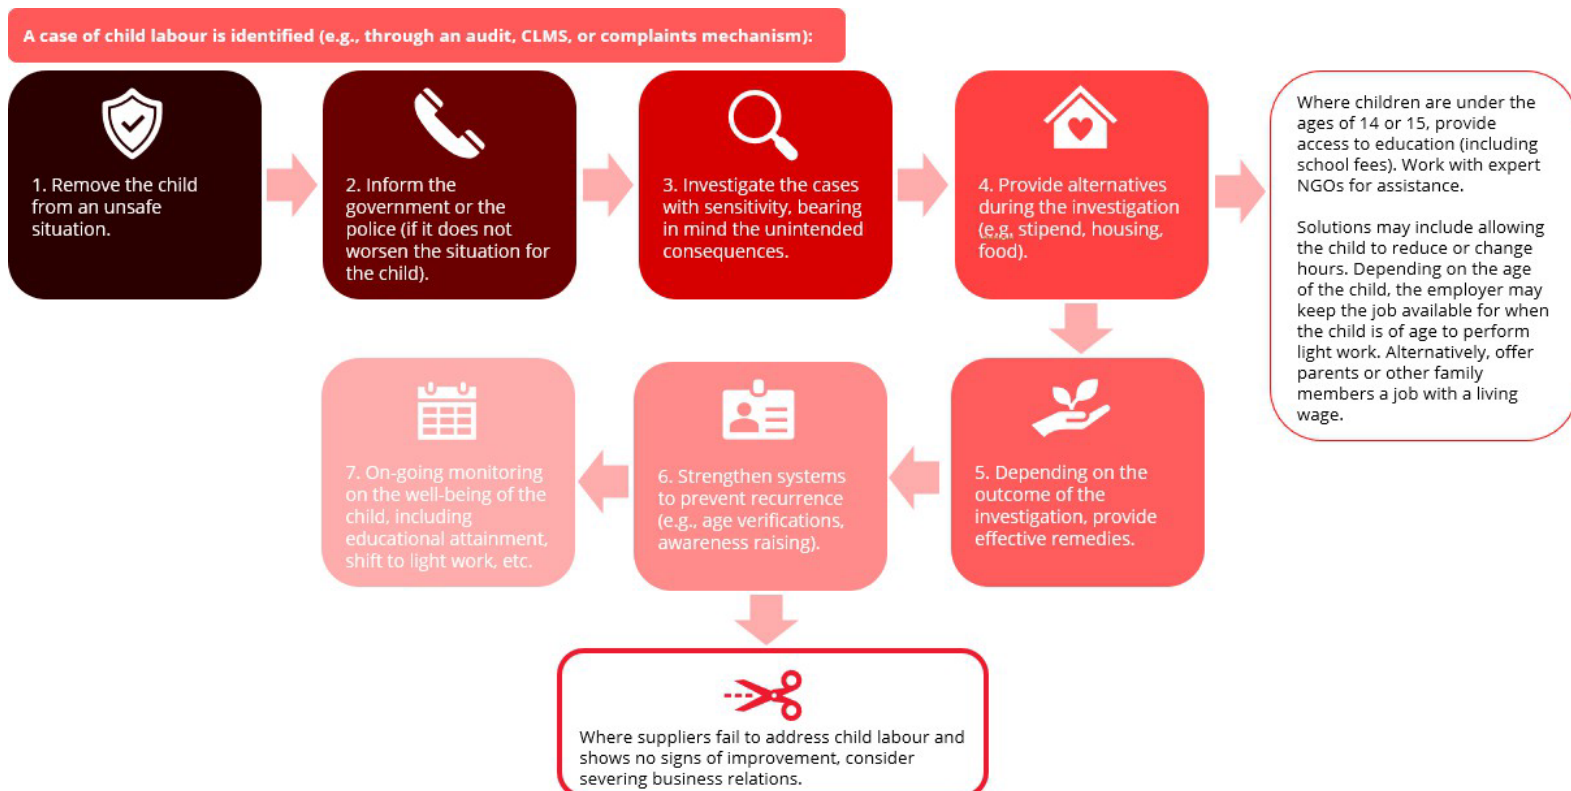 A case of child labour is identified (e.g., through an audit, CLMS, or complaints mechanism):
1. Remove the child
from an unsafe
situation.
2. Inform the
government or the
police (if it does not
worsen the situation for
the child).
3. Investigate the cases
with sensitivity, bearing
in mind the unintended
consequences.
4. Provide alternatives
during the investigation
(e.g. stipend, housing,
food).
Where children are under the
ages of 14 or 15, provide
access to education (including
school fees). Work with expert
NGOs for assistance.
Solutions may include allowing
the child to reduce or change
hours. Depending on the age
of the child, the employer may
keep the job available for when
the child is of age to perform
light work. Alternatively, offer
parents or other family
members a job with a living
wage.
5. Depending on the
outcome of the
investigation, provide
effective remedies.
6. Strengthen systems
to prevent recurrence
(e.g., age verifications,
awareness raising).
7. On-going monitoring
on the well-being of the
child, including
educational attainment,
shift to light work, etc.
Where suppliers fail to address child labour and
shows no signs of improvement, consider
severing business relations.